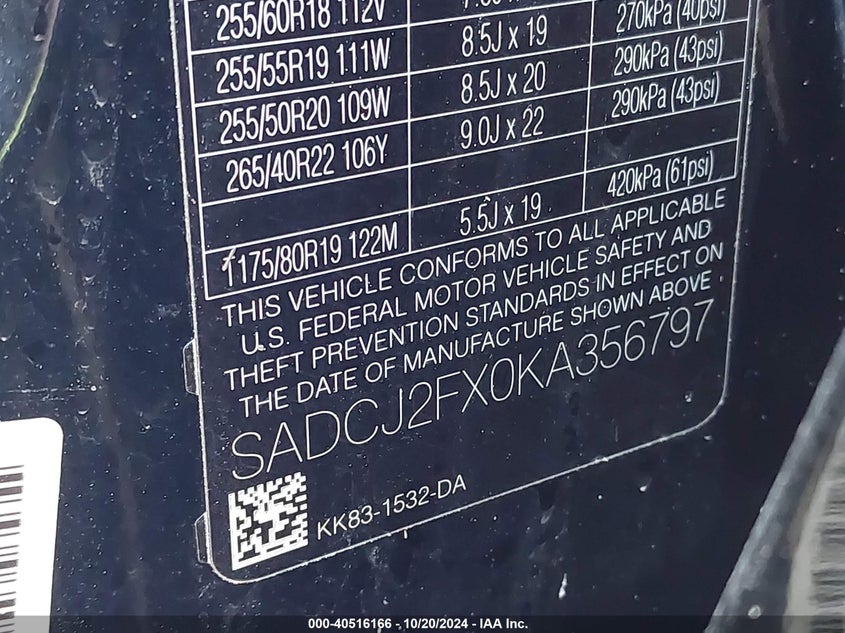 255/60R18 112V
255/55R19 111W 8.5J x 19 270kPa (40psi)
255/50R20 109W 8.5J x 20 290kPa (43psi)
265/40R22 106Y 9.0J x 22 290kPa (43psi)
T175/80R19 122M 5.5J x 19 420kPa (61psi)
THIS VEHICLE CONFORMS TO ALL APPLICABLE
U.S. FEDERAL MOTOR VEHICLE SAFETY AND
THEFT PREVENTION STANDARDS IN EFFECT ON
THE DATE OF MANUFACTURE SHOWN ABOVE.
SADCJ2FX0KA356797
KK83-1532-DA
000-40516166 - 10/20/2024 - IAA Inc.